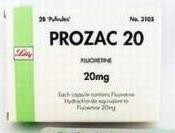 28 'Pulvules' No. 3105
Lilly
PROZAC 20
FLUOXETINE
20mg
Each capsule contains Fluoxetine
Hydrochloride equivalent to
Fluoxetine 20mg